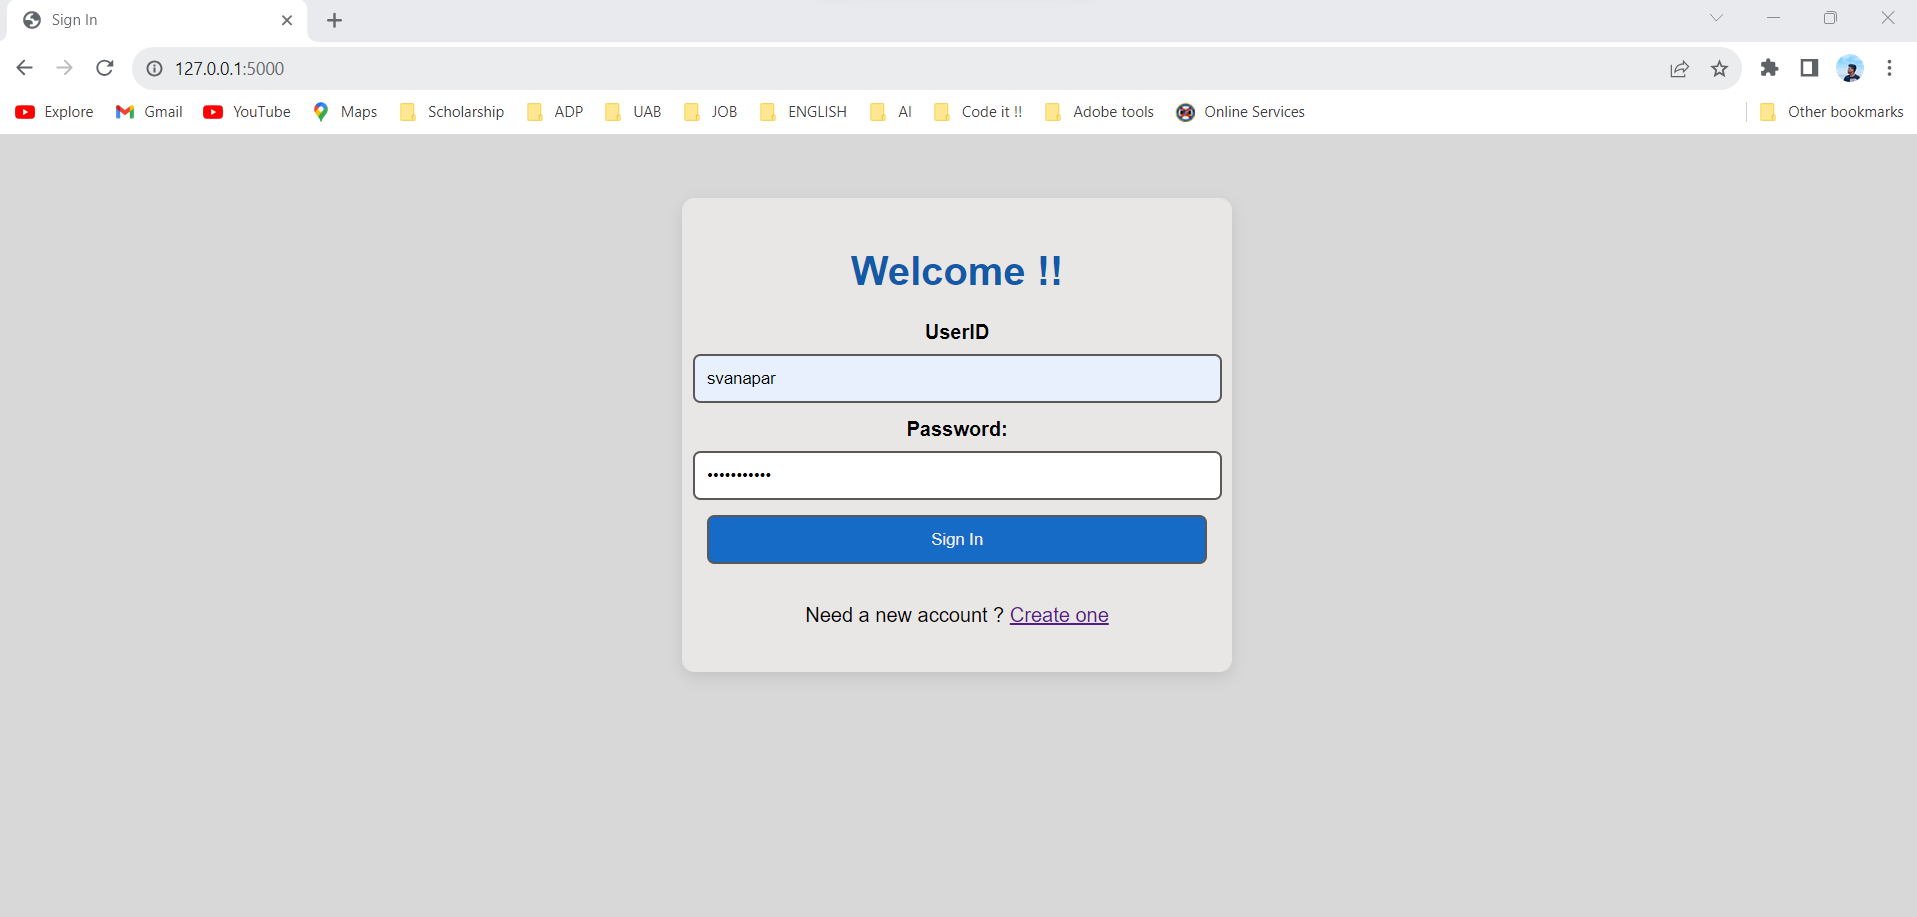 Sign In
127.0.0.1:5000
Explore Gmail YouTube Maps Scholarship ADP UAB JOB ENGLISH AI Code it !! Adobe tools Online Services Other bookmarks
Welcome !!
UserID
svanapar
Password:
•••••••••••
Sign In
Need a new account ? Create one